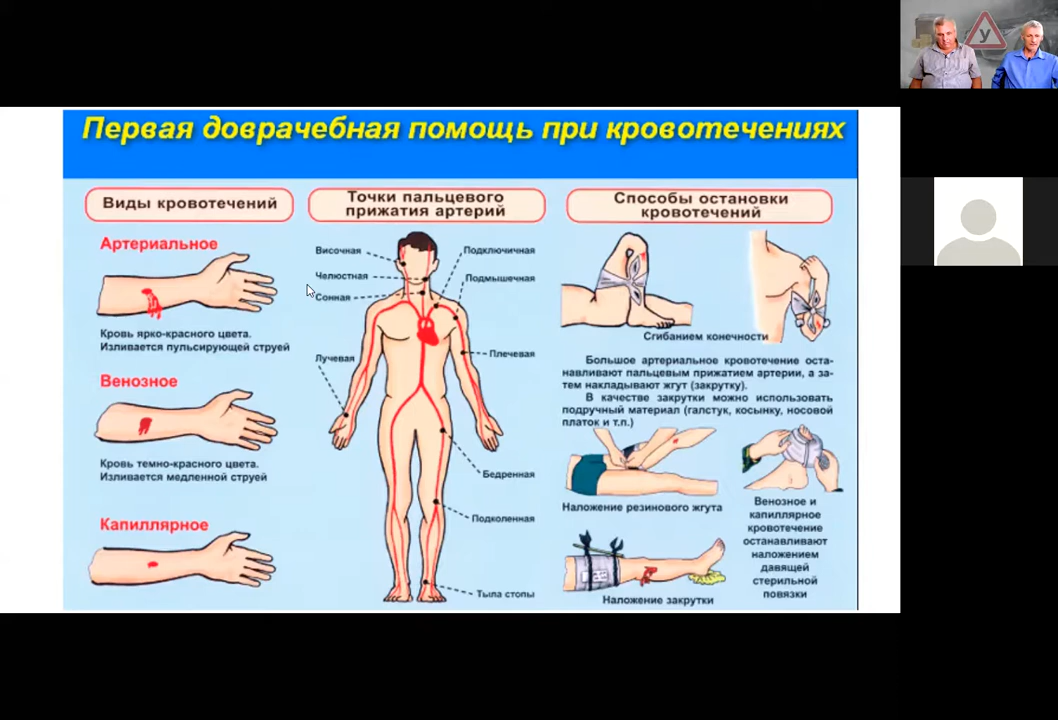 У
Первая доврачебная помощь при кровотечениях
Виды кровотечений
Артериальное
Кровь ярко-красного цвета.
Изливается пульсирующей струей
Венозное
Кровь темно-красного цвета.
Изливается медленной струей
Капиллярное
Точки пальцевого
прижатия артерий
Височная
Челюстная
Сонная
Лучевая
Подключичная
Подмышечная
Плечевая
Бедренная
Подколенная
Тыла стопы
Способы остановки
кровотечений
Сгибанием конечности
Большое артериальное кровотечение оста-
навливают пальцевым прижатием артерии, а за-
тем накладывают жгут (закрутку).
В качестве закрутки можно использовать
подручный материал (галстук, косынку, носовой
платок и т.п.)
Наложение резинового жгута
Наложение закрутки
Венозное и
капиллярное
кровотечение
останавливают
наложением
давящей
стерильной
повязки